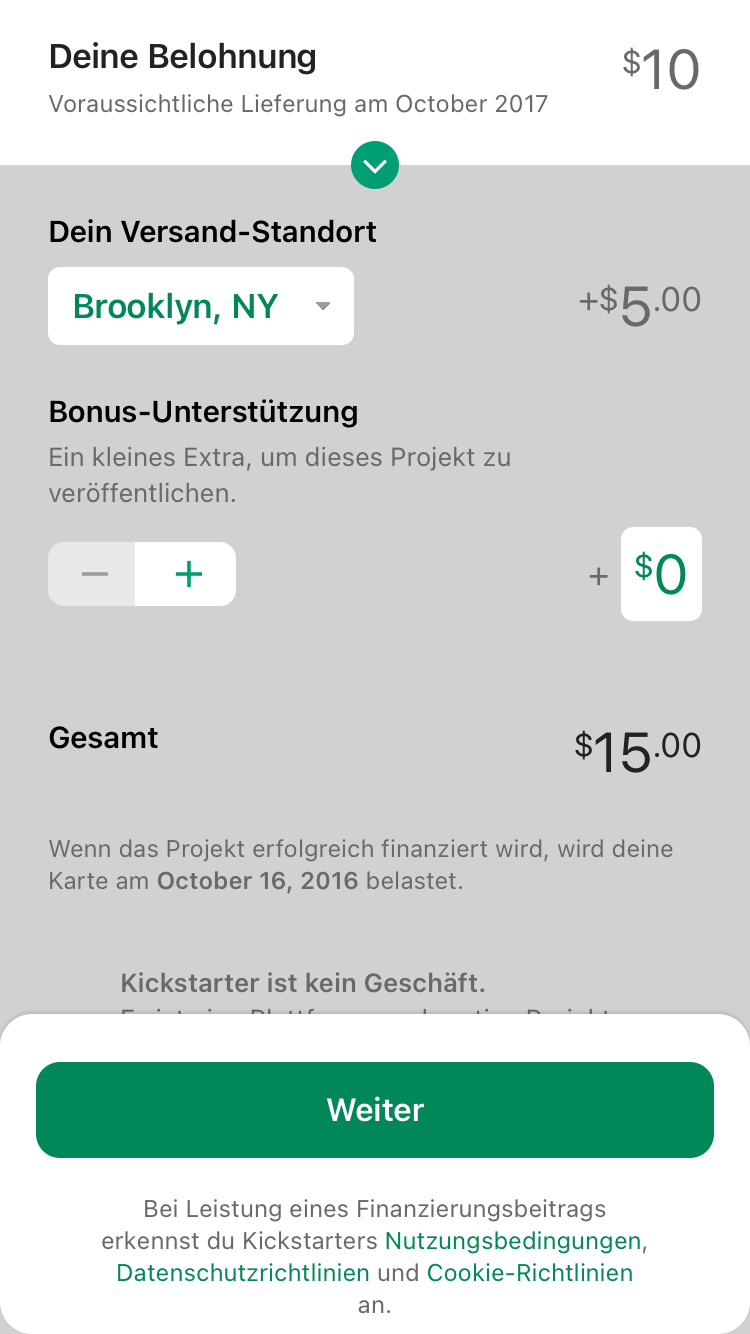 Deine Belohnung
$10
Voraussichtliche Lieferung am October 2017
Dein Versand-Standort
Brooklyn, NY
+$5.00
Bonus-Unterstützung
Ein kleines Extra, um dieses Projekt zu
veröffentlichen.
− +
+ $0
Gesamt
$15.00
Wenn das Projekt erfolgreich finanziert wird, wird deine
Karte am October 16, 2016 belastet.
Kickstarter ist kein Geschäft.
Weiter
Bei Leistung eines Finanzierungsbeitrags
erkennst du Kickstarters Nutzungsbedingungen,
Datenschutzrichtlinien und Cookie-Richtlinien
an.